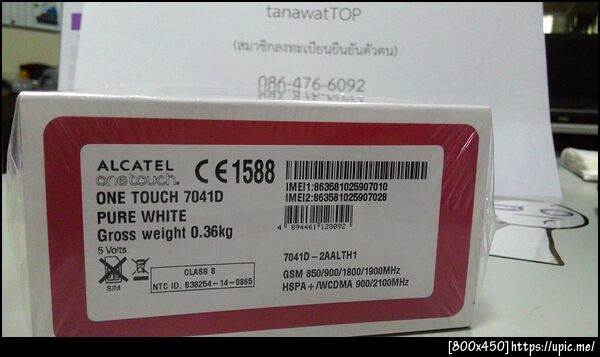 tanawatTOP
(สมาชิกลงทะเบียนยืนยันตัวตน)
086-476-6092
ALCATEL
onetouch.
CE1588
ONE TOUCH 7041D
PURE WHITE
Gross weight 0.36kg
5 Volts
SIM
CLASS B
NTC ID. B38254-14-0865
IMEI1:863581025907010
IMEI2:863581025907028
4 894461 128092
7041D-2AALTH1
GSM 850/900/1800/1900MHz
HSPA+/WCDMA 900/2100MHz
[800x450]https://upic.me/